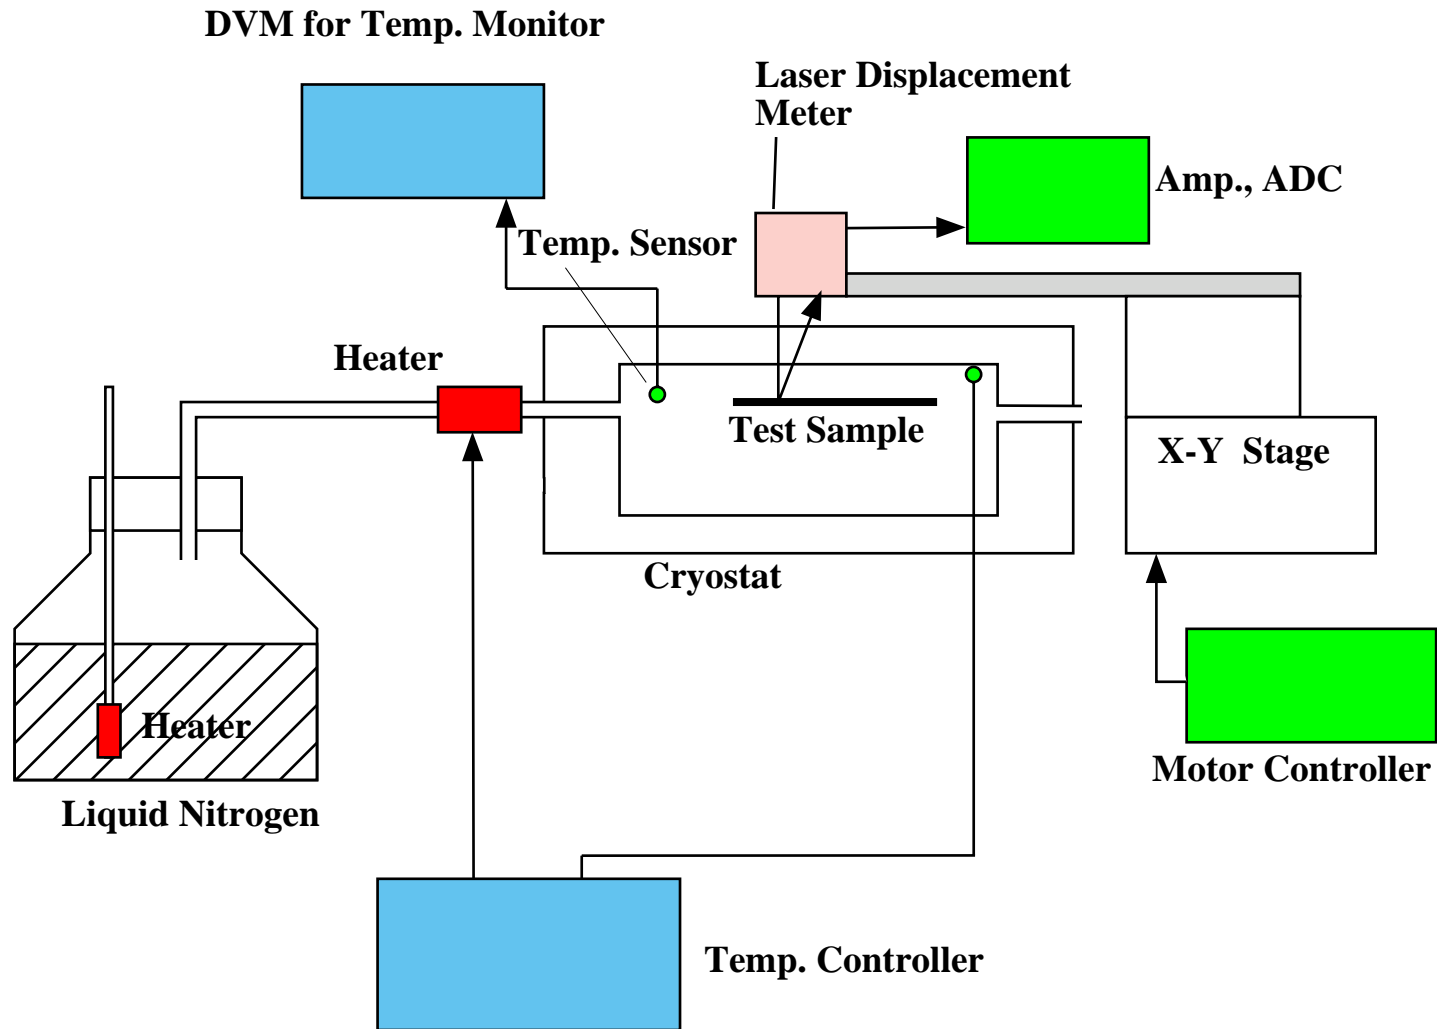 DVM for Temp. Monitor
Laser Displacement
Meter
Amp., ADC
Temp. Sensor
Heater
Test Sample
X-Y Stage
Cryostat
Heater
Motor Controller
Liquid Nitrogen
Temp. Controller